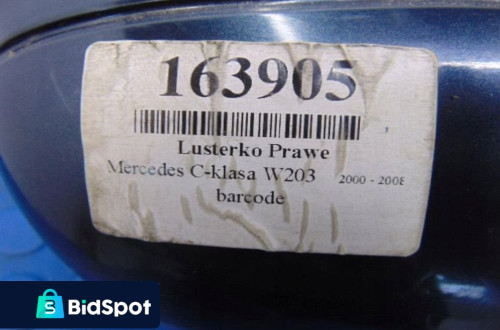 163905
Lusterko Prawe
Mercedes C-klasa W203 2000 - 2008
barcode
S BidSpot